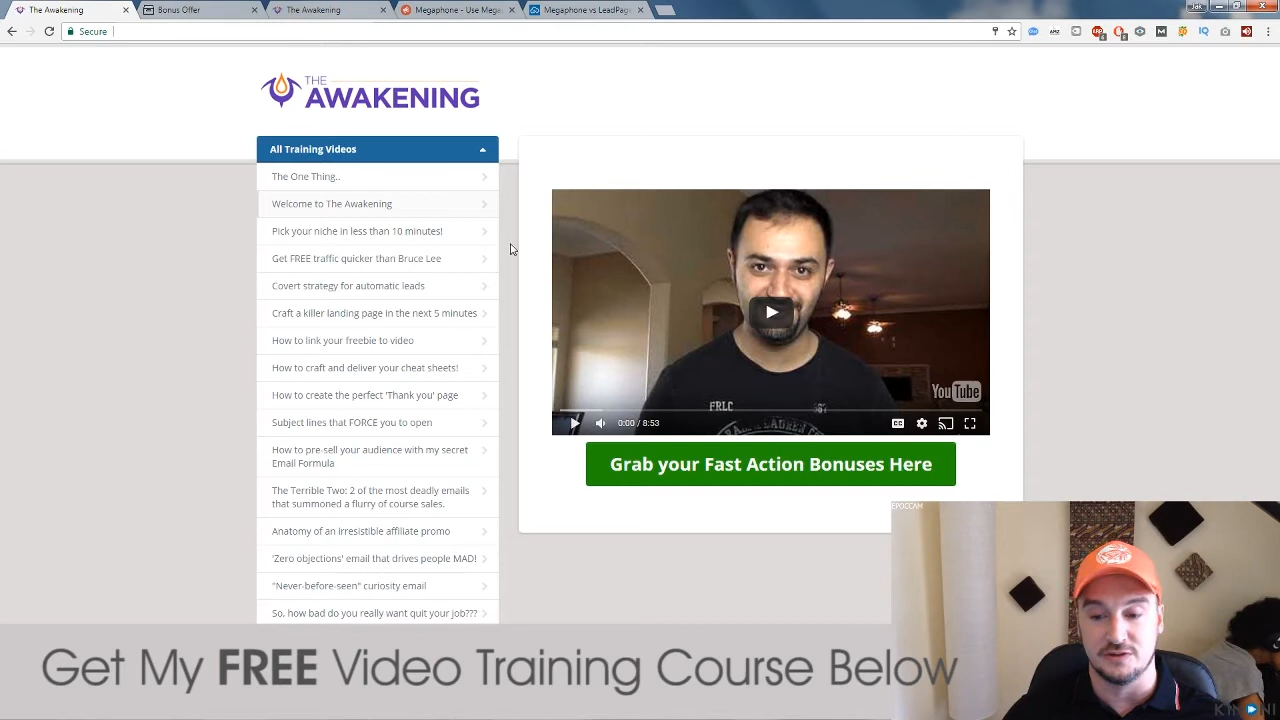 The Awakening
Bonus Offer
The Awakening
Megaphone - Use Mega
Megaphone vs LeadPage
Jak
Secure
THE
AWAKENING
All Training Videos
The One Thing..
Welcome to The Awakening
Pick your niche in less than 10 minutes!
Get FREE traffic quicker than Bruce Lee
Covert strategy for automatic leads
Craft a killer landing page in the next 5 minutes
How to link your freebie to video
How to craft and deliver your cheat sheets!
How to create the perfect 'Thank you' page
Subject lines that FORCE you to open
How to pre-sell your audience with my secret
Email Formula
The Terrible Two: 2 of the most deadly emails
that summoned a flurry of course sales.
Anatomy of an irresistible affiliate promo
'Zero objections' email that drives people MAD!
"Never-before-seen" curiosity email
So, how bad do you really want quit your job???
FRLC
YouTube
0:00 / 8:53
CC
Grab your Fast Action Bonuses Here
EPOCCAM
Get My FREE Video Training Course Below
KINONI